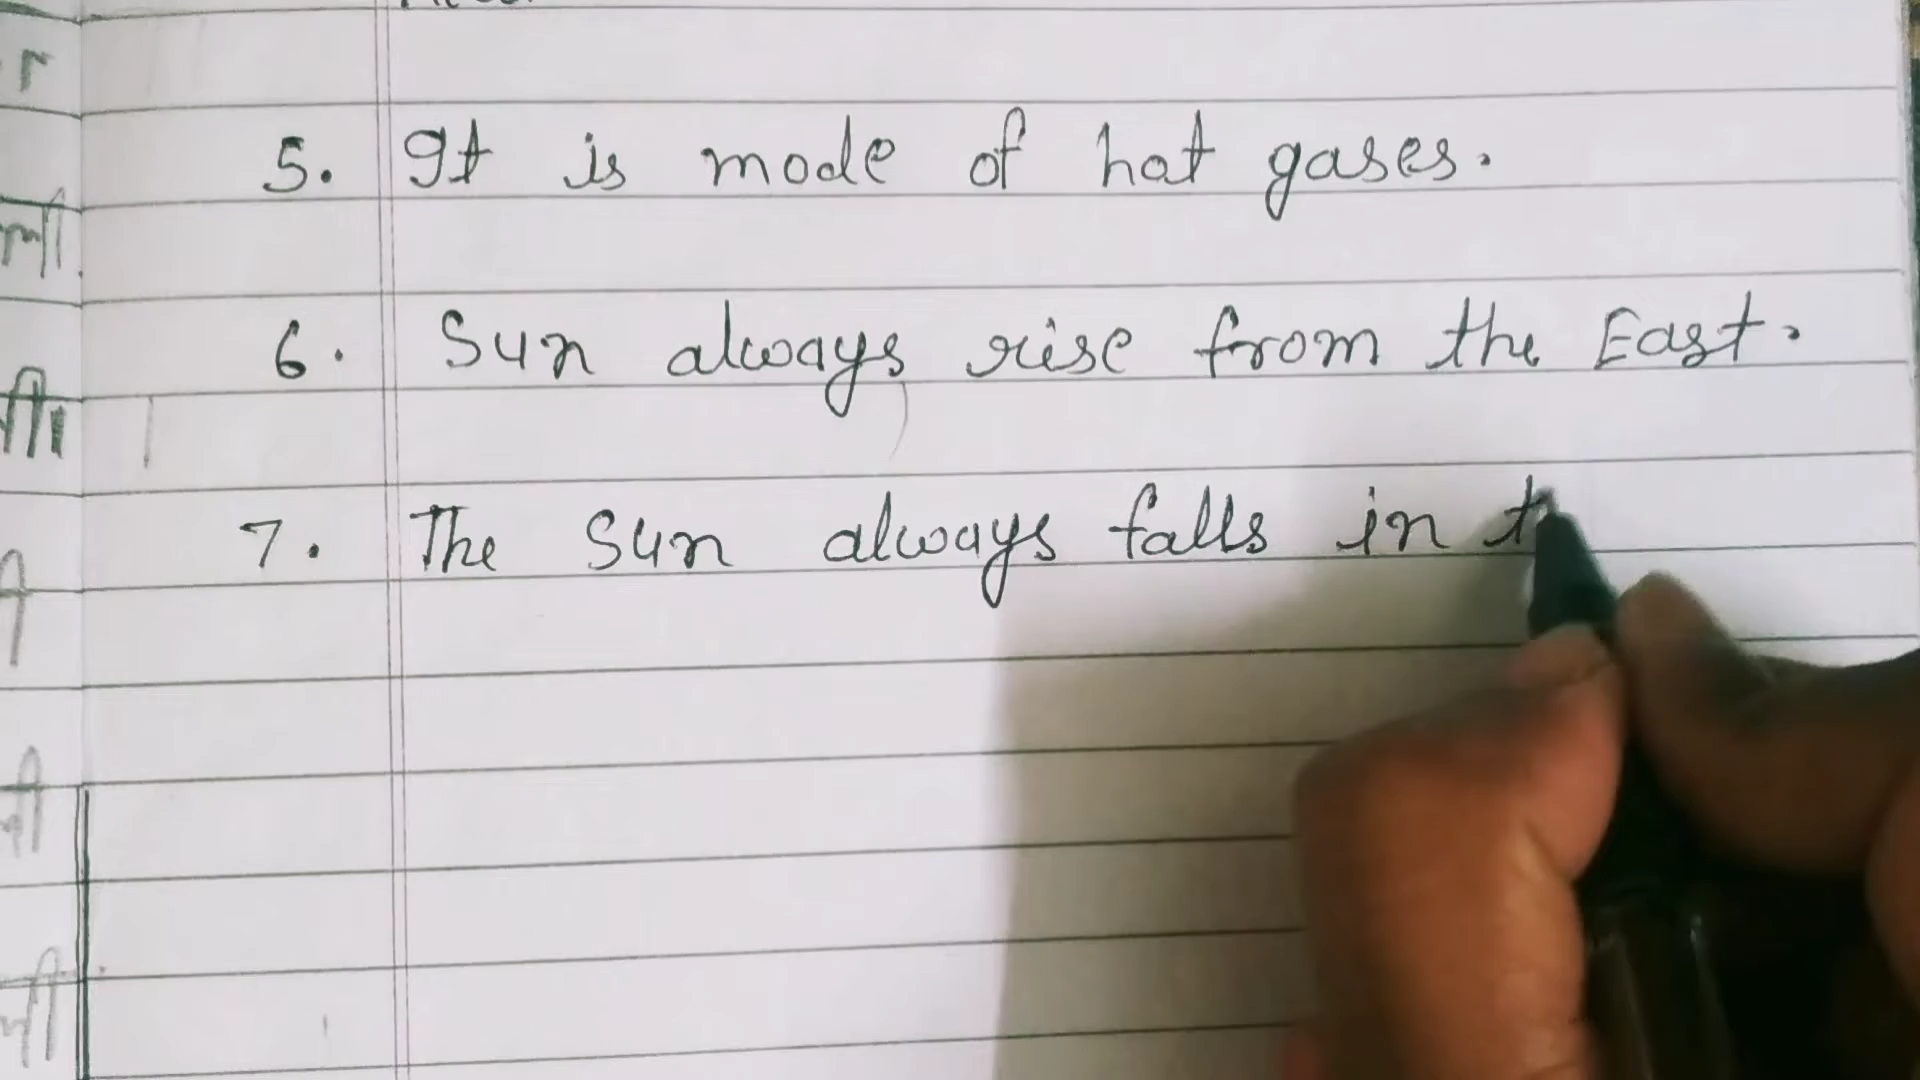 5. It is mode of hot gases.
6. Sun always rise from the East.
7. The Sun always falls in t